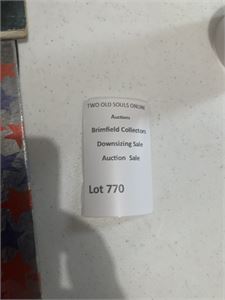 TWO OLD SOULS ONLINE
Auctions
Brimfield Collectors
Downsizing Sale
Auction Sale
Lot 770